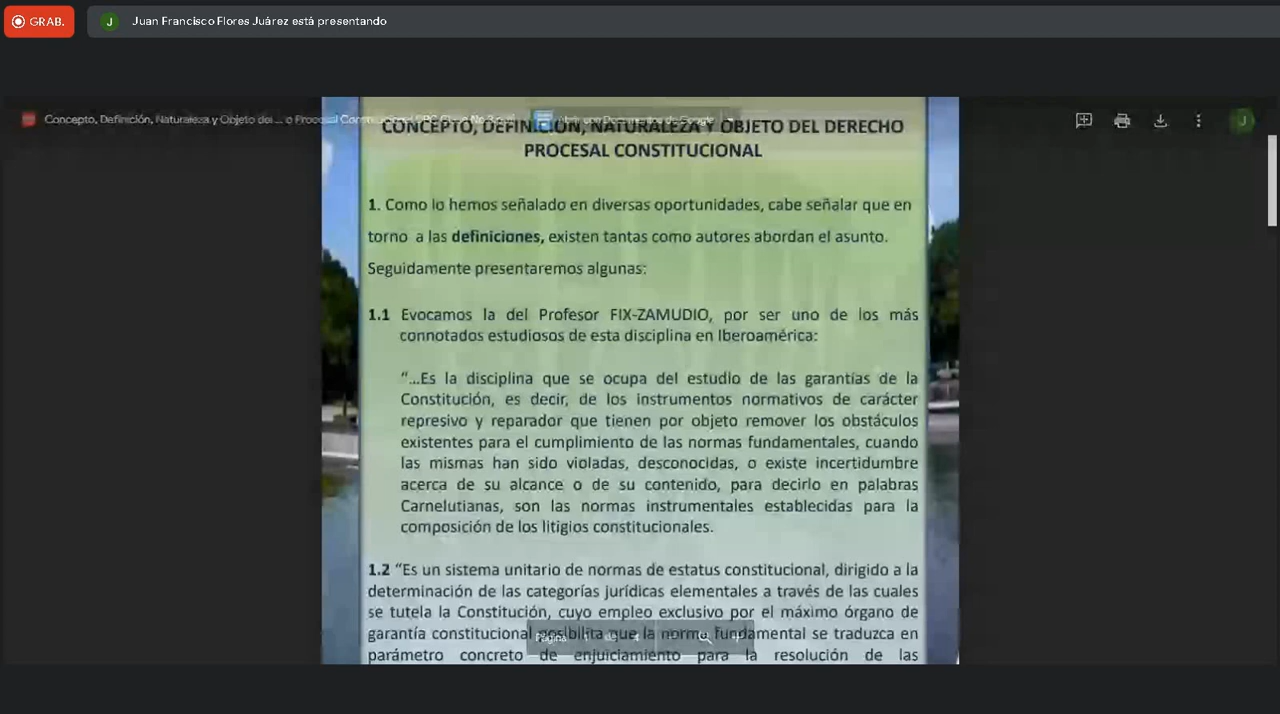 GRAB.
J Juan Francisco Flores Juárez está presentando
Concepto, Definición, Naturaleza y Objeto del ... o Procesal
J
CONCEPTO, DEFINICIÓN, NATURALEZA Y OBJETO DEL DERECHO
PROCESAL CONSTITUCIONAL
1. Como lo hemos señalado en diversas oportunidades, cabe señalar que en
torno a las definiciones, existen tantas como autores abordan el asunto.
Seguidamente presentaremos algunas:
1.1 Evocamos la del Profesor FIX-ZAMUDIO, por ser uno de los más
connotados estudiosos de esta disciplina en Iberoamérica:
“...Es la disciplina que se ocupa del estudio de las garantías de la
Constitución, es decir, de los instrumentos normativos de carácter
represivo y reparador que tienen por objeto remover los obstáculos
existentes para el cumplimiento de las normas fundamentales, cuando
las mismas han sido violadas, desconocidas, o existe incertidumbre
acerca de su alcance o de su contenido, para decirlo en palabras
Carnelutianas, son las normas instrumentales establecidas para la
composición de los litigios constitucionales.
1.2 “Es un sistema unitario de normas de estatus constitucional, dirigido a la
determinación de las categorías jurídicas elementales a través de las cuales
se tutela la Constitución, cuyo empleo exclusivo por el máximo órgano de
garantía constitucional posibilita que la norma fundamental se traduzca en
Página
parámetro concreto de enjuiciamiento para la resolución de las